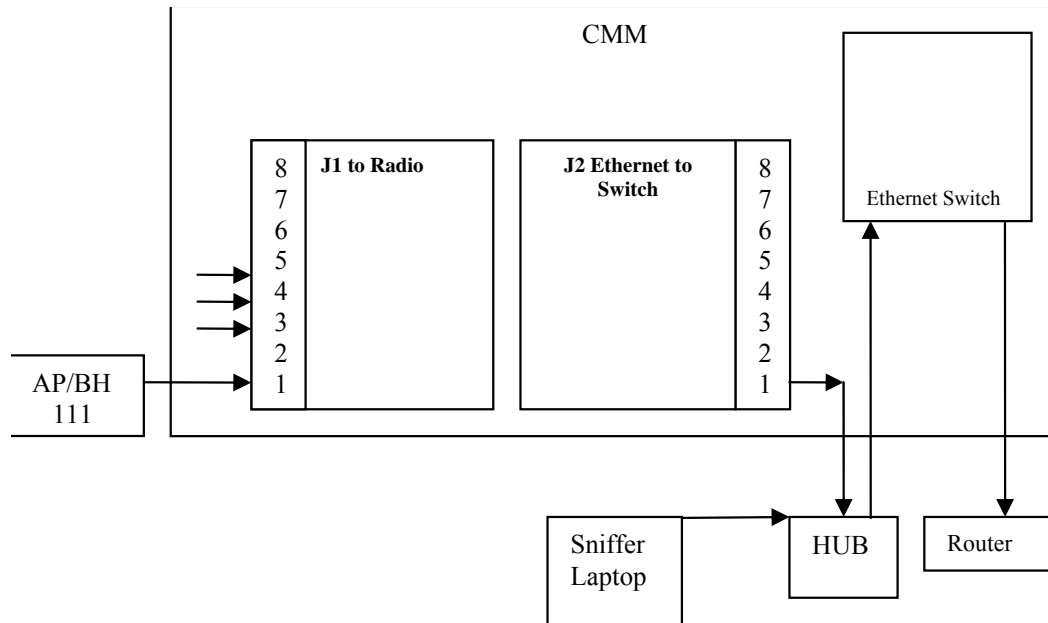 CMM
8
7
6
5
4
3
2
1
J1 to Radio
J2 Ethernet to
Switch
8
7
6
5
4
3
2
1
Ethernet Switch
AP/BH
111
Sniffer
Laptop
HUB
Router